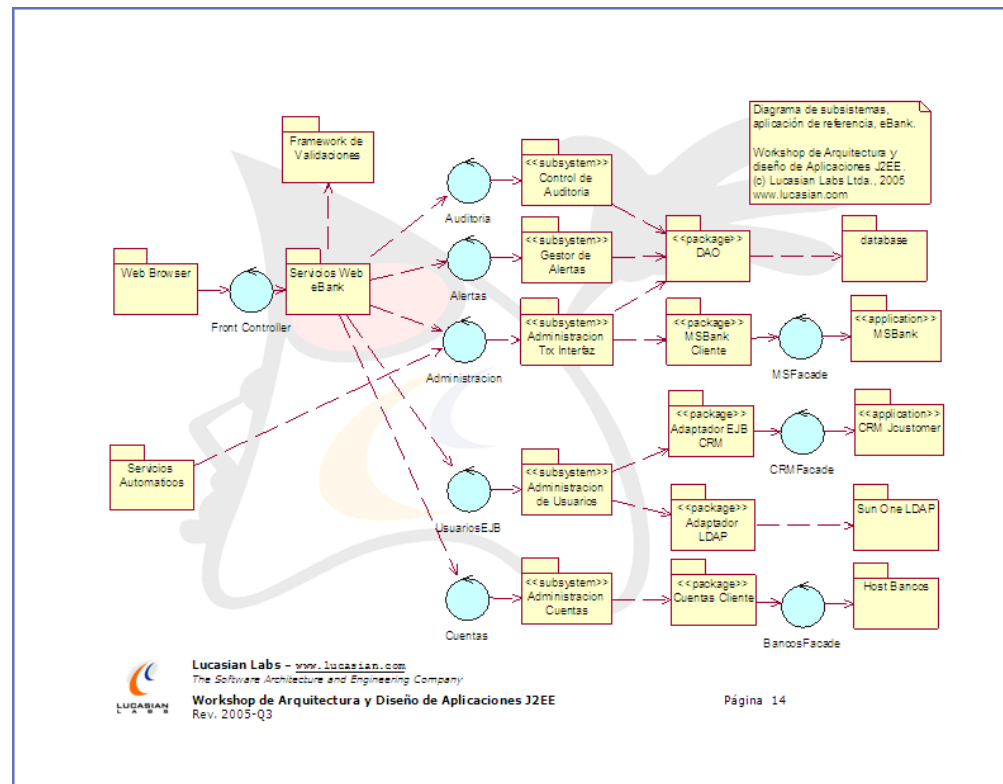 Diagrama de subsistemas,
aplicación de referencia, eBank.
Workshop de Arquitectura y
diseño de Aplicaciones J2EE.
(c) Lucasian Labs Ltda., 2005
www.lucasian.com
Framework de
Validaciones
Auditoria
<<subsystem>>
Control de
Auditoria
Web Browser
Front Controller
Servicios Web
eBank
Alertas
<<subsystem>>
Gestor de
Alertas
<<package>>
DAO
database
Administracion
<<subsystem>>
Administracion
Trx Interfaz
<<package>>
MSBank
Cliente
MSFacade
<<application>>
MSBank
Servicios
Automaticos
UsuariosEJB
<<subsystem>>
Administracion
de Usuarios
<<package>>
Adaptador EJB
CRM
CRMFacade
<<application>>
CRM Jcustomer
<<package>>
Adaptador
LDAP
Sun One LDAP
Cuentas
<<subsystem>>
Administracion
Cuentas
<<package>>
Cuentas Cliente
BancosFacade
Host Bancos
LUCASIAN
LABS
Lucasian Labs – www.lucasian.com
The Software Architecture and Engineering Company
Workshop de Arquitectura y Diseño de Aplicaciones J2EE
Página 14
Rev. 2005-Q3